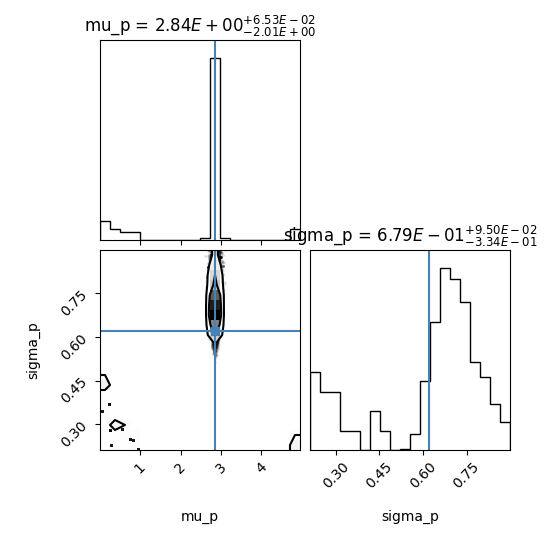 mu_p = 2.84E + 00+6.53E − 02 −2.01E + 00
sigma_p = 6.79E − 01+9.50E − 02 −3.34E − 01
sigma_p
0.75
0.60
0.45
0.30
1 2 3 4
0.30 0.45 0.60 0.75
mu_p sigma_p